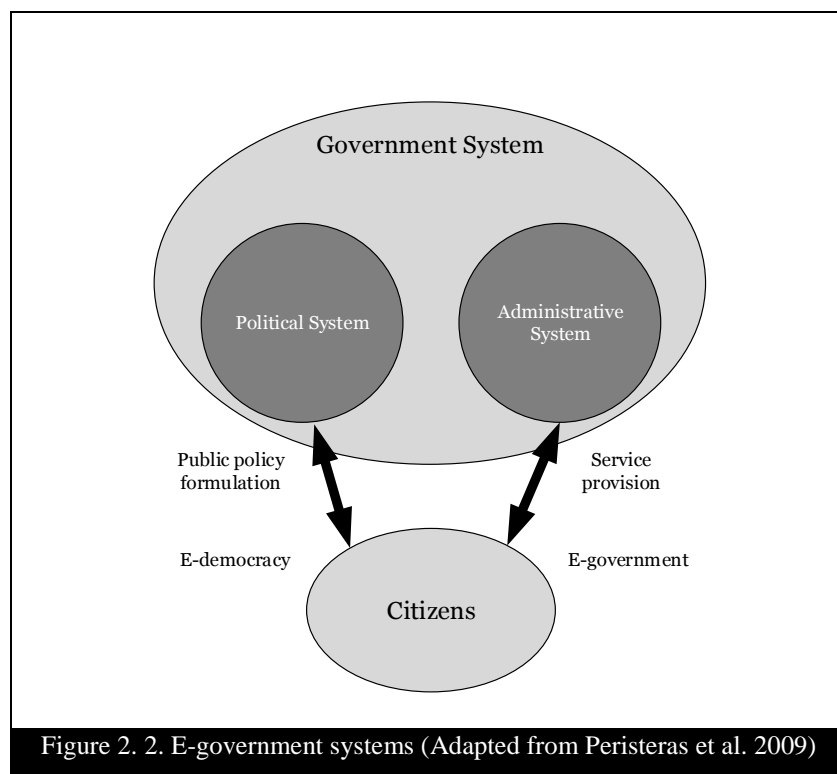 Government System
Political System
Administrative
System
Public policy
formulation
Service
provision
E-democracy
E-government
Citizens
Figure 2. 2. E-government systems (Adapted from Peristeras et al. 2009)